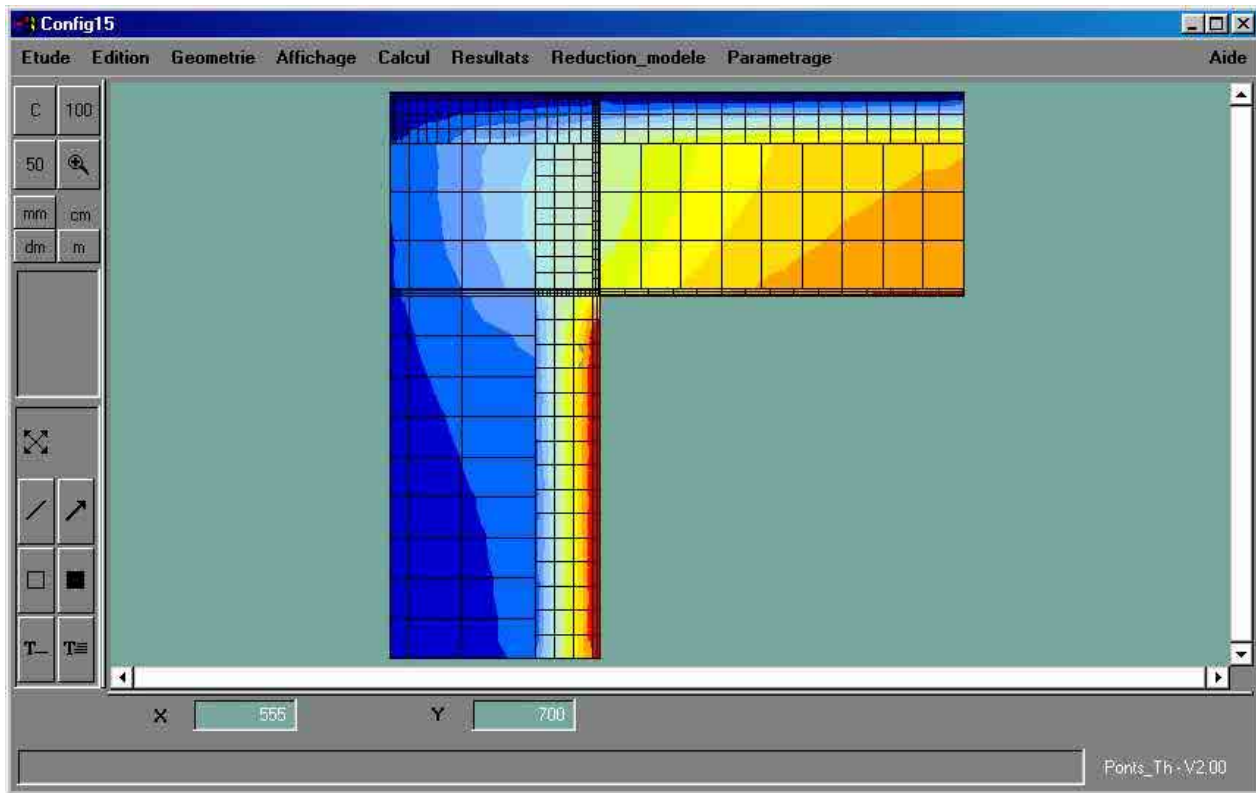 Config15
Etude Edition Geometrie Affichage Calcul Resultats Reduction_modele Parametrage Aide
C 100
50
mm cm
dm m
T T
X 555 Y 700
Ponts_Th - V2.00